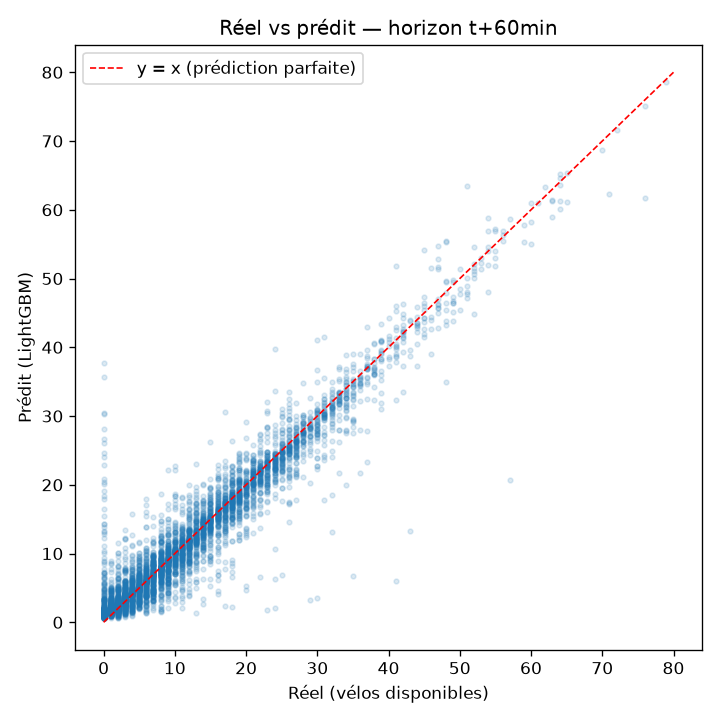 Réel vs prédit — horizon t+60min
y = x (prédiction parfaite)
80
70
60
50
40
30
20
10
0
Prédit (LightGBM)
0 10 20 30 40 50 60 70 80
Réel (vélos disponibles)